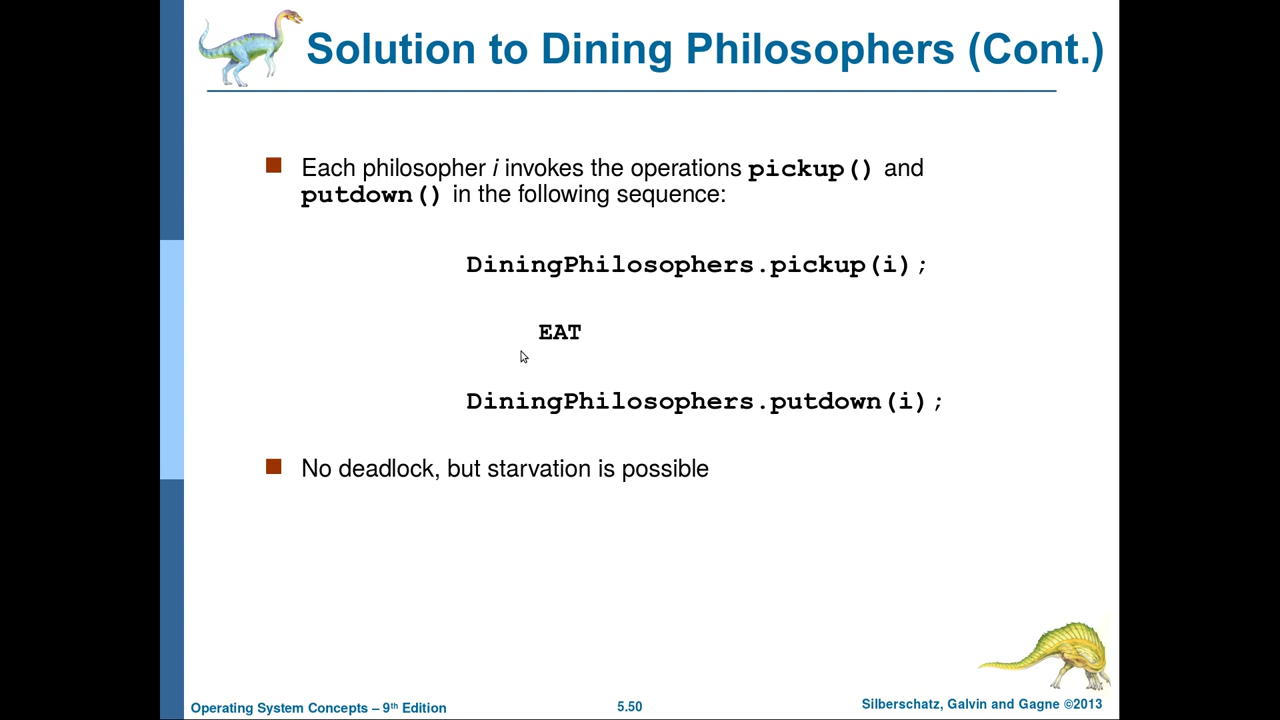 Solution to Dining Philosophers (Cont.)
Each philosopher i invokes the operations pickup() and
putdown() in the following sequence:
DiningPhilosophers.pickup(i);
EAT
DiningPhilosophers.putdown(i);
No deadlock, but starvation is possible
Operating System Concepts – 9th Edition
5.50
Silberschatz, Galvin and Gagne ©2013